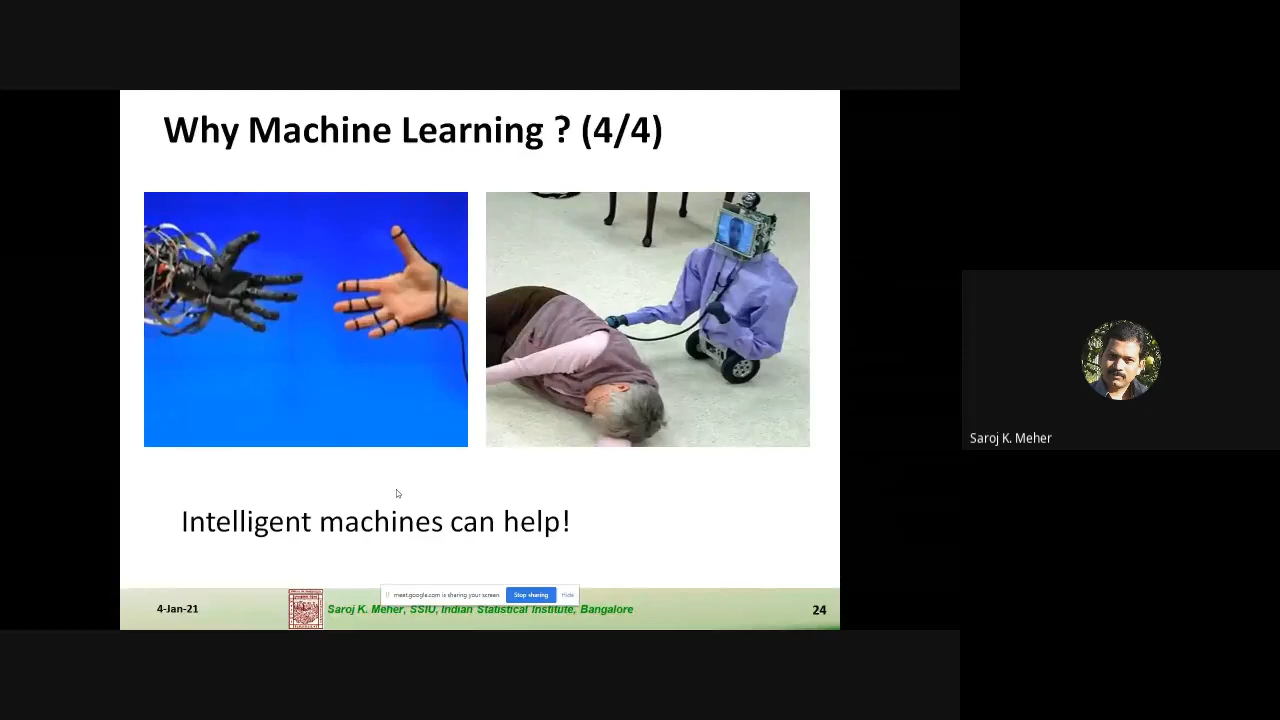 Why Machine Learning ? (4/4)
Intelligent machines can help!
meet.google.com is sharing your screen. Stop sharing Hide
4-Jan-21
Saroj K. Meher, SSIU, Indian Statistical Institute, Bangalore
24
Saroj K. Meher